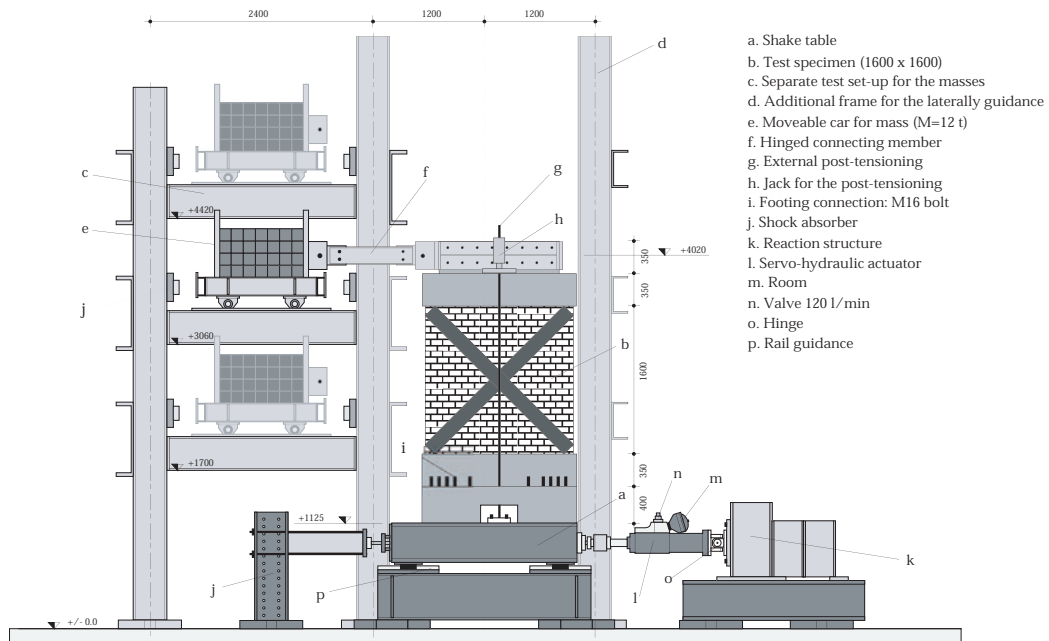 2400
1200
1200
a. Shake table
b. Test specimen (1600 x 1600)
c. Separate test set-up for the masses
d. Additional frame for the laterally guidance
e. Moveable car for mass (M=12 t)
f. Hinged connecting member
g. External post-tensioning
h. Jack for the post-tensioning
i. Footing connection: M16 bolt
j. Shock absorber
k. Reaction structure
l. Servo-hydraulic actuator
m. Room
n. Valve 120 l/min
o. Hinge
p. Rail guidance
d
c
f
g
+4420
h
e
350
+4020
350
j
+3060
b
1600
i
+1700
350
n
m
a
400
+1125
k
j
p
l
o
+/- 0.0